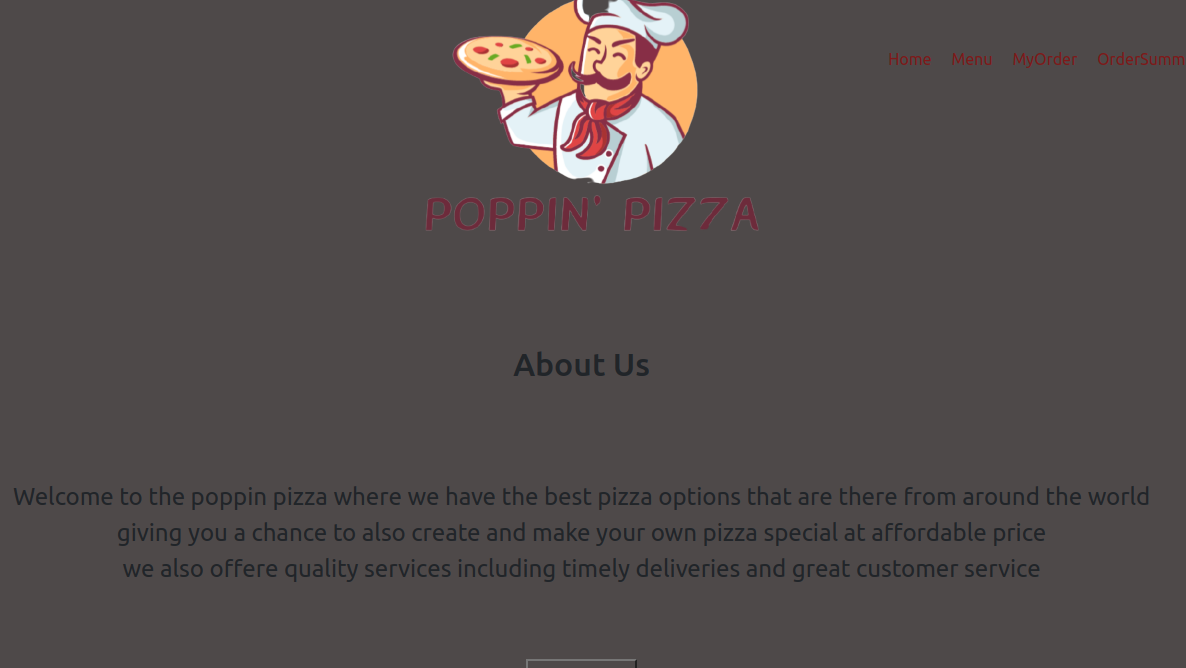 Home Menu MyOrder OrderSumm
POPPIN' PIZZA
About Us
Welcome to the poppin pizza where we have the best pizza options that are there from around the world
giving you a chance to also create and make your own pizza special at affordable price
we also offere quality services including timely deliveries and great customer service